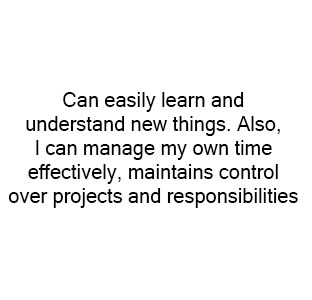 Can easily learn and
understand new things. Also,
I can manage my own time
effectively, maintains control
over projects and responsibilities